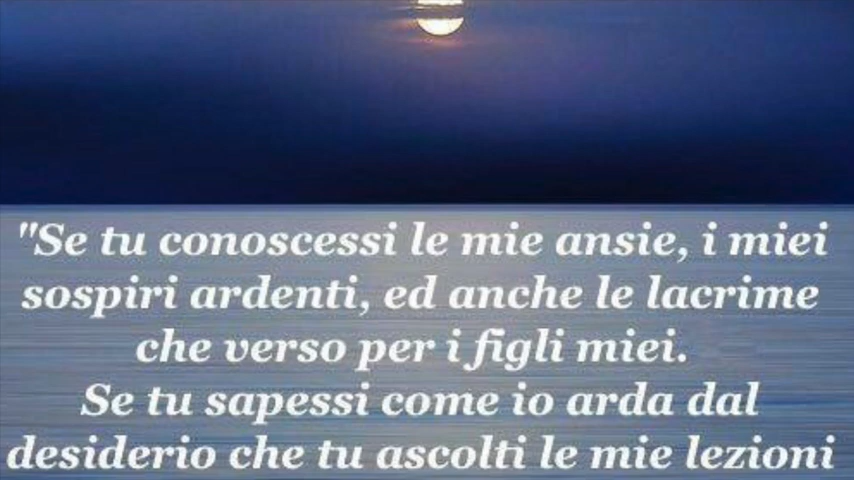 "Se tu conoscessi le mie ansie, i miei
sospiri ardenti, ed anche le lacrime
che verso per i figli miei.
Se tu sapessi come io arda dal
desiderio che tu ascolti le mie lezioni